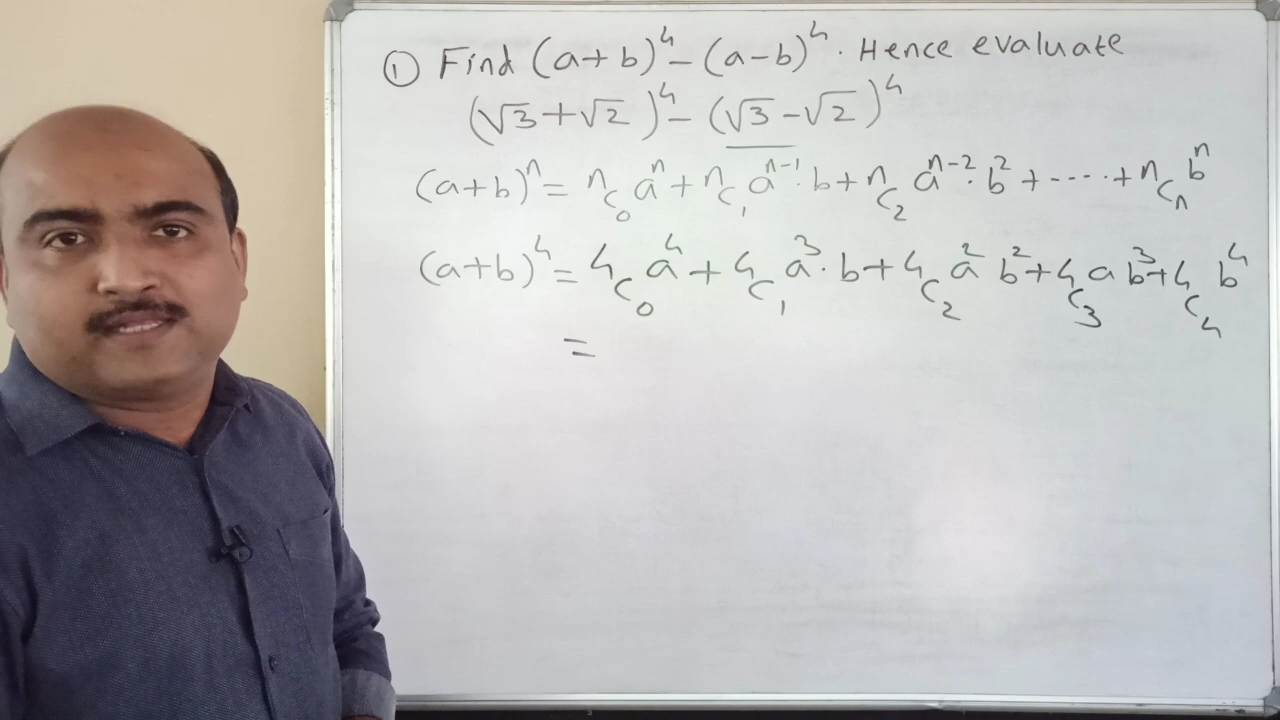 ① Find (a+b)⁴ - (a-b)⁴. Hence evaluate
(√3+√2)⁴ - (√3-√2)⁴
(a+b)ⁿ = nC₀ aⁿ + nC₁ aⁿ⁻¹·b + nC₂ aⁿ⁻²·b² + ----- + nCₙ bⁿ
(a+b)⁴ = 4C₀ a⁴ + 4C₁ a³·b + 4C₂ a² b² + 4C₃ a b³ + 4C₄ b⁴
=